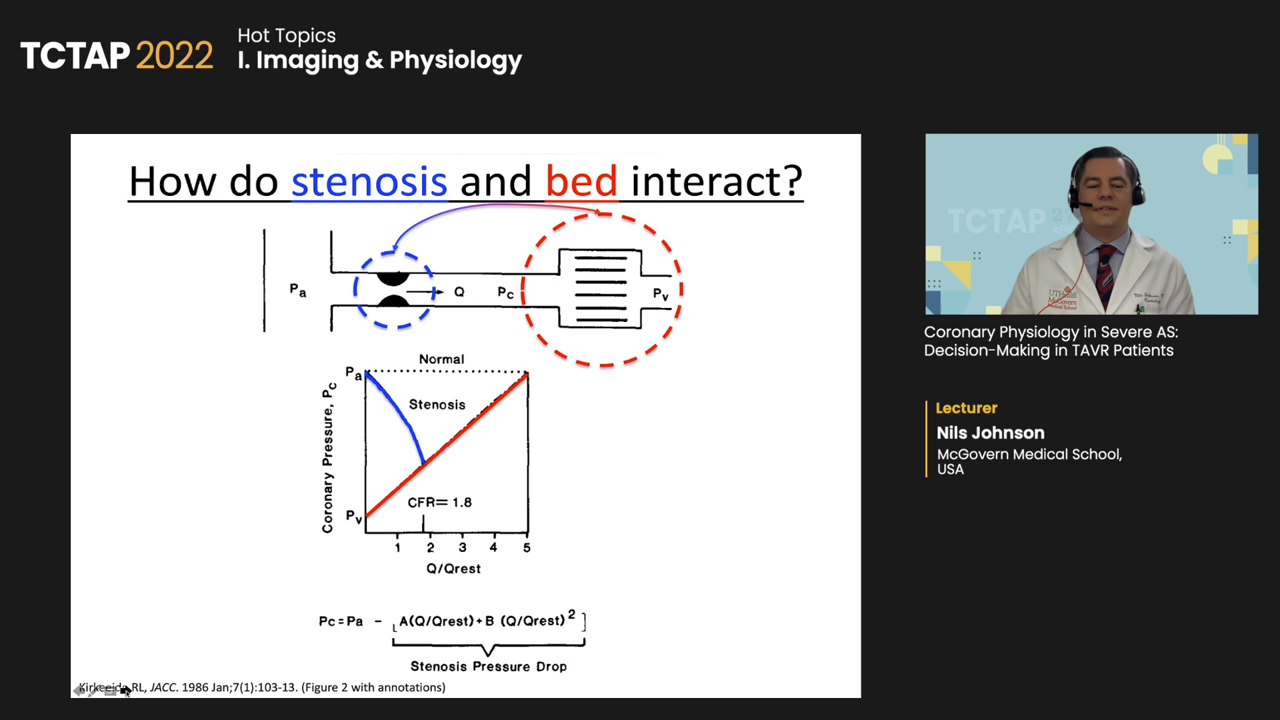 TCTAP 2022
Hot Topics
I. Imaging & Physiology
How do stenosis and bed interact?
Pa
Q
Pc
Pv
Normal
Pa
Stenosis
Coronary Pressure, Pc
CFR= 1.8
Pv
1 2 3 4 5
Q/Qrest
Pc=Pa - [A(Q/Qrest)+B (Q/Qrest)2]
Stenosis Pressure Drop
RL, JACC. 1986 Jan;7(1):103-13. (Figure 2 with annotations)
TCTAP
Coronary Physiology in Severe AS:
Decision-Making in TAVR Patients
Lecturer
Nils Johnson
McGovern Medical School,
USA